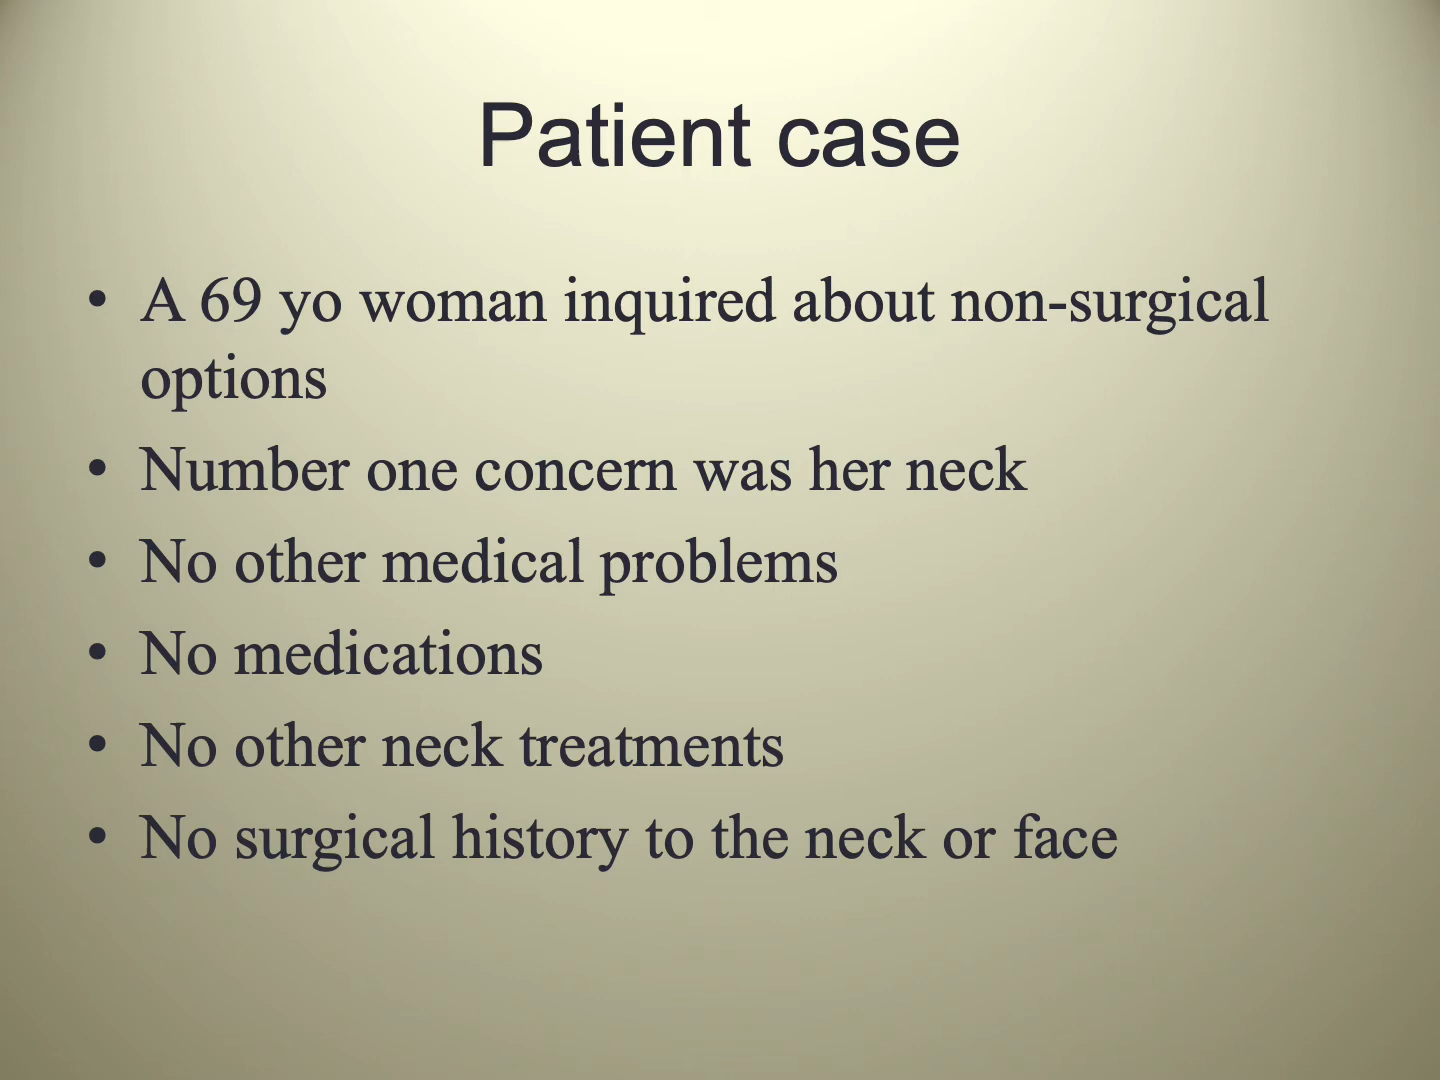 Patient case
• A 69 yo woman inquired about non-surgical
options
• Number one concern was her neck
• No other medical problems
• No medications
• No other neck treatments
• No surgical history to the neck or face